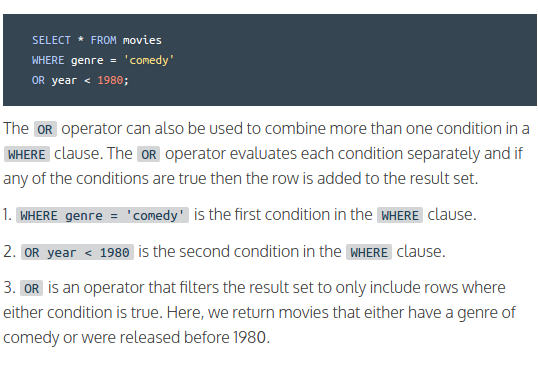 SELECT * FROM movies
WHERE genre = 'comedy'
OR year < 1980;
The OR operator can also be used to combine more than one condition in a
WHERE clause. The OR operator evaluates each condition separately and if
any of the conditions are true then the row is added to the result set.
1. WHERE genre = 'comedy' is the first condition in the WHERE clause.
2. OR year < 1980 is the second condition in the WHERE clause.
3. OR is an operator that filters the result set to only include rows where
either condition is true. Here, we return movies that either have a genre of
comedy or were released before 1980.